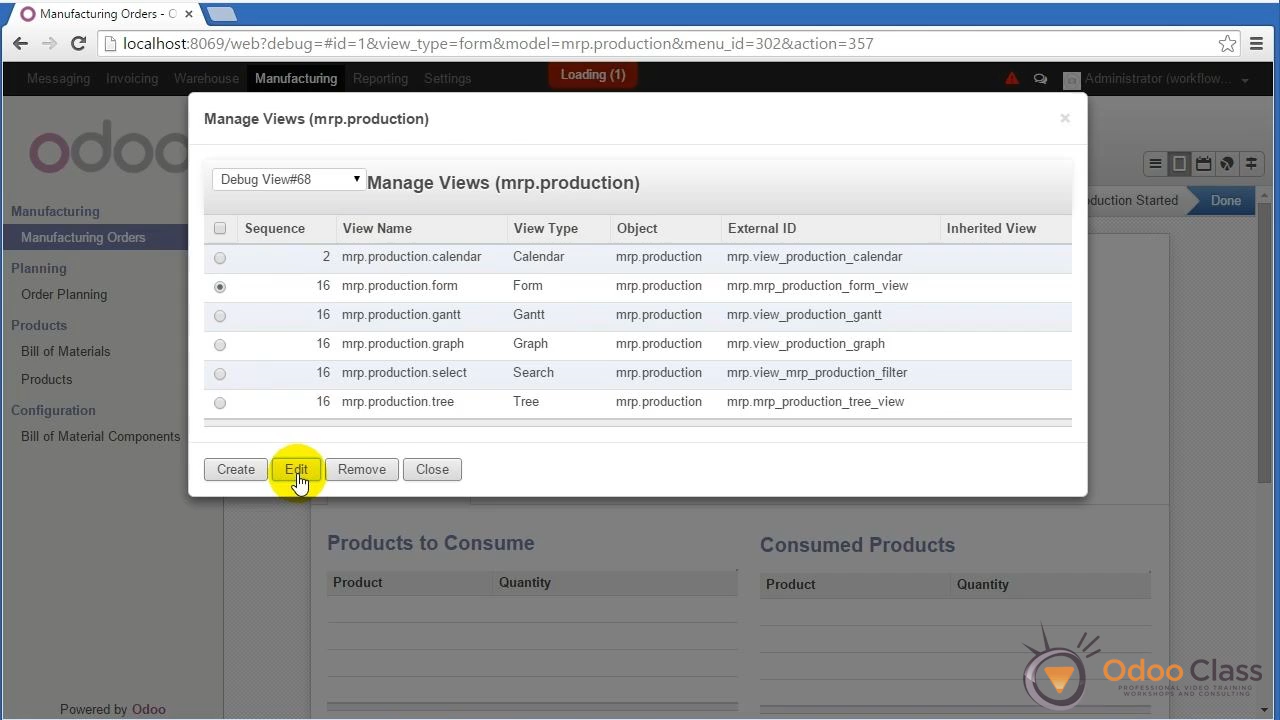 Manufacturing Orders - O
localhost:8069/web?debug=#id=1&view_type=form&model=mrp.production&menu_id=302&action=357
Messaging Invoicing Warehouse Manufacturing Reporting Settings Loading (1) Administrator (workflow...
Manage Views (mrp.production)
odoo
Debug View#68 Manage Views (mrp.production)
Sequence View Name View Type Object External ID Inherited View
2 mrp.production.calendar Calendar mrp.production mrp.view_production_calendar
16 mrp.production.form Form mrp.production mrp.mrp_production_form_view
16 mrp.production.gantt Gantt mrp.production mrp.view_production_gantt
16 mrp.production.graph Graph mrp.production mrp.view_production_graph
16 mrp.production.select Search mrp.production mrp.view_mrp_production_filter
16 mrp.production.tree Tree mrp.production mrp.mrp_production_tree_view
Create Edit Remove Close
Manufacturing
Manufacturing Orders
Planning
Order Planning
Products
Bill of Materials
Products
Configuration
Bill of Material Components
Powered by Odoo
Started Done
Products to Consume
Product Quantity
Consumed Products
Product Quantity
Odoo Class
PROFESSIONAL VIDEO TRAINING
WORKSHOPS AND CONSULTING